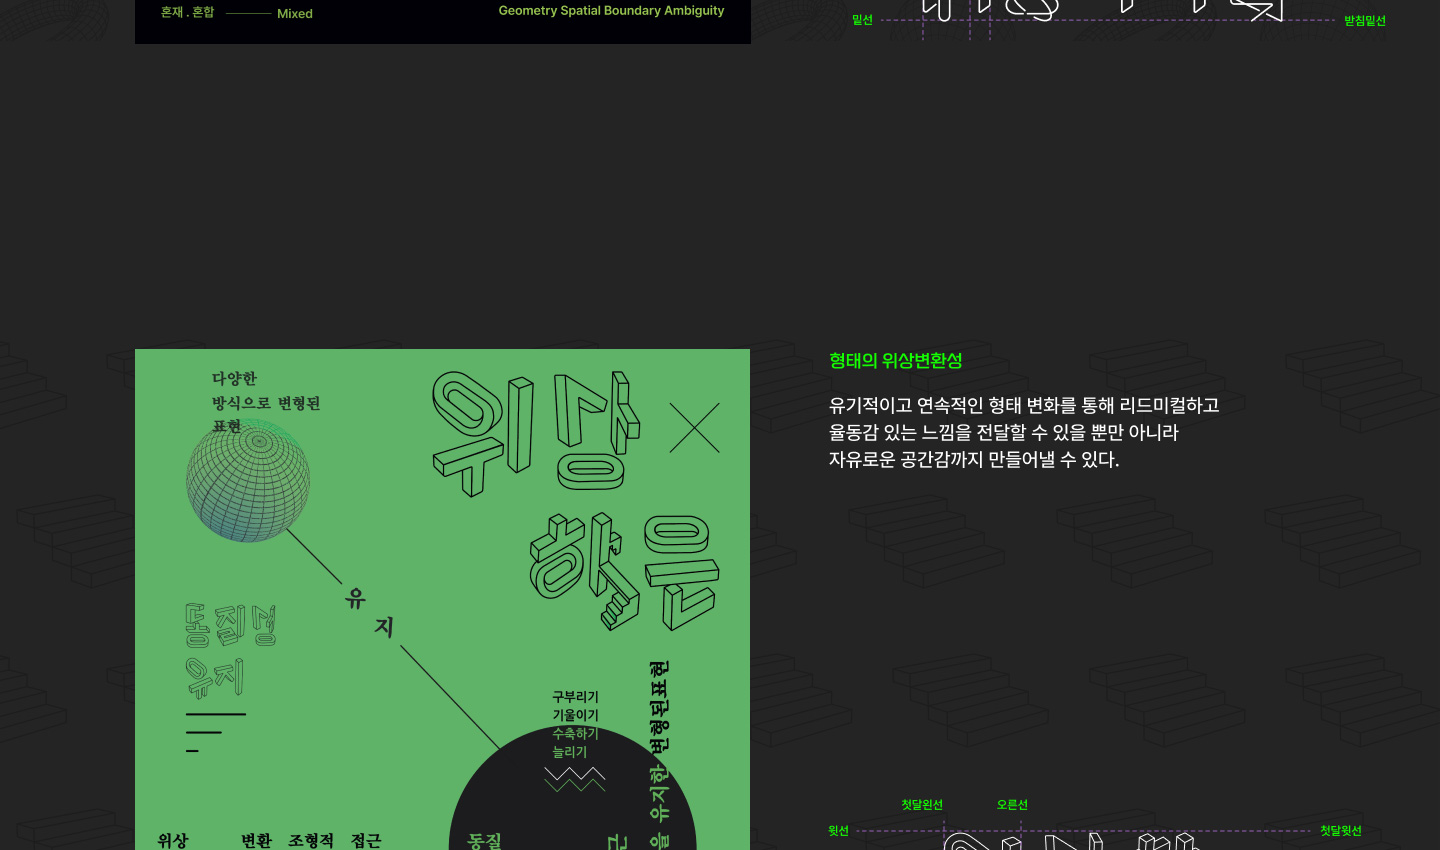 혼재 . 혼합
Mixed
Geometry Spatial Boundary Ambiguity
밑선
받침밑선
다양한
방식으로 변형된
표현
위상
하은
유
지
동질성
유지
구부리기
기울이기
수축하기
늘리기
을 유지한 변형된표현
근
위상 변환 조형적 접근
동질
형태의 위상변환성
유기적이고 연속적인 형태 변화를 통해 리드미컬하고
율동감 있는 느낌을 전달할 수 있을 뿐만 아니라
자유로운 공간감까지 만들어낼 수 있다.
첫달왼선
오른선
윗선
첫달윗선